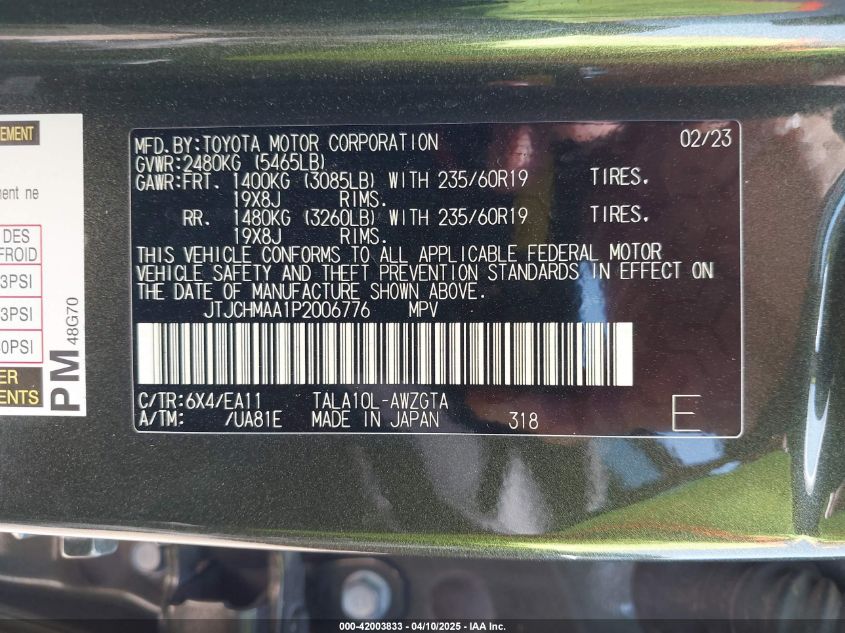 EMENT
ment ne
DES
FROID
3PSI
3PSI
0PSI
ER
ENTS
PM
48G70
MFD.BY:TOYOTA MOTOR CORPORATION 02/23
GVWR:2480KG (5465LB)
GAWR:FRT. 1400KG (3085LB) WITH 235/60R19 TIRES.
19X8J RIMS.
RR. 1480KG (3260LB) WITH 235/60R19 TIRES.
19X8J RIMS.
THIS VEHICLE CONFORMS TO ALL APPLICABLE FEDERAL MOTOR
VEHICLE SAFETY AND THEFT PREVENTION STANDARDS IN EFFECT ON
THE DATE OF MANUFACTURE SHOWN ABOVE.
JTJCHMAA1P2006776 MPV
C/TR:6X4/EA11 TALA10L-AWZGTA
A/TM: /UA81E MADE IN JAPAN 318 E
000-42003833 - 04/10/2025 - IAA Inc.